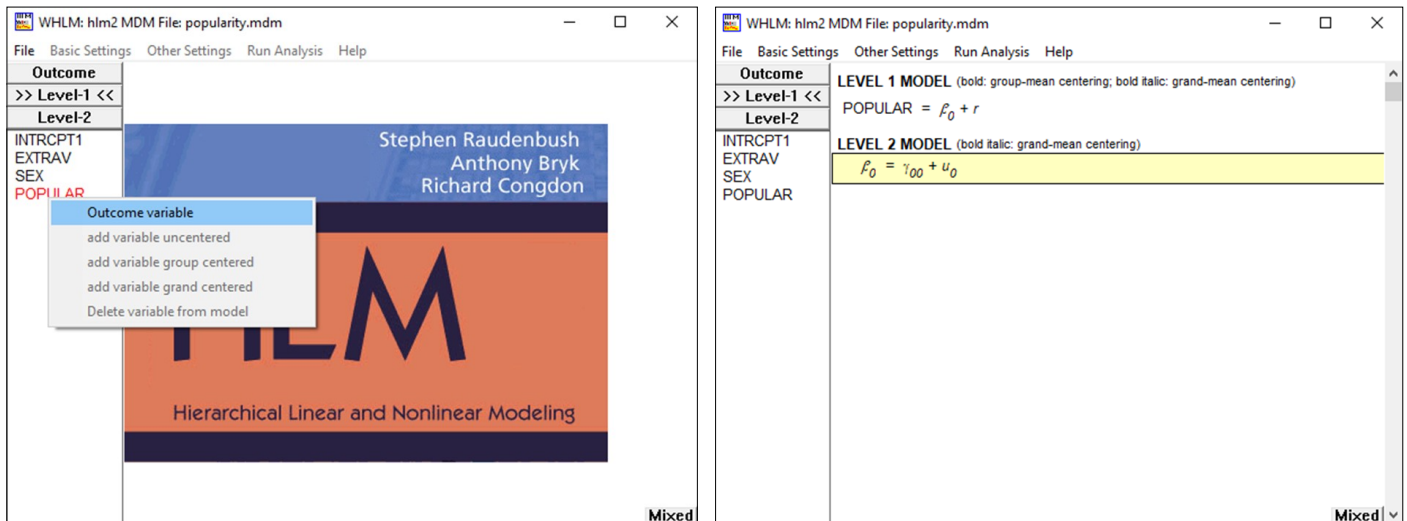 WHLM: hlm2 MDM File: popularity.mdm
File Basic Settings Other Settings Run Analysis Help
Outcome
>> Level-1 <<
Level-2
INTRCPT1
EXTRAV
SEX
POPULAR
Outcome variable
add variable uncentered
add variable group centered
add variable grand centered
Delete variable from model
Stephen Raudenbush
Anthony Bryk
Richard Congdon
HLM
Hierarchical Linear and Nonlinear Modeling
Mixed
WHLM: hlm2 MDM File: popularity.mdm
File Basic Settings Other Settings Run Analysis Help
Outcome
>> Level-1 <<
Level-2
INTRCPT1
EXTRAV
SEX
POPULAR
LEVEL 1 MODEL (bold: group-mean centering; bold italic: grand-mean centering)
POPULAR = β0 + r
LEVEL 2 MODEL (bold italic: grand-mean centering)
β0 = γ00 + u0
Mixed